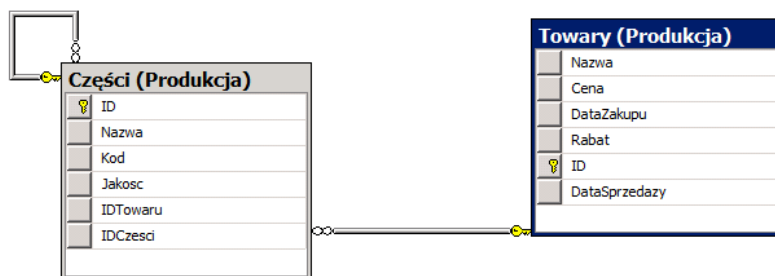 Części (Produkcja)
ID
Nazwa
Kod
Jakosc
IDTowaru
IDCzesci
Towary (Produkcja)
Nazwa
Cena
DataZakupu
Rabat
ID
DataSprzedazy